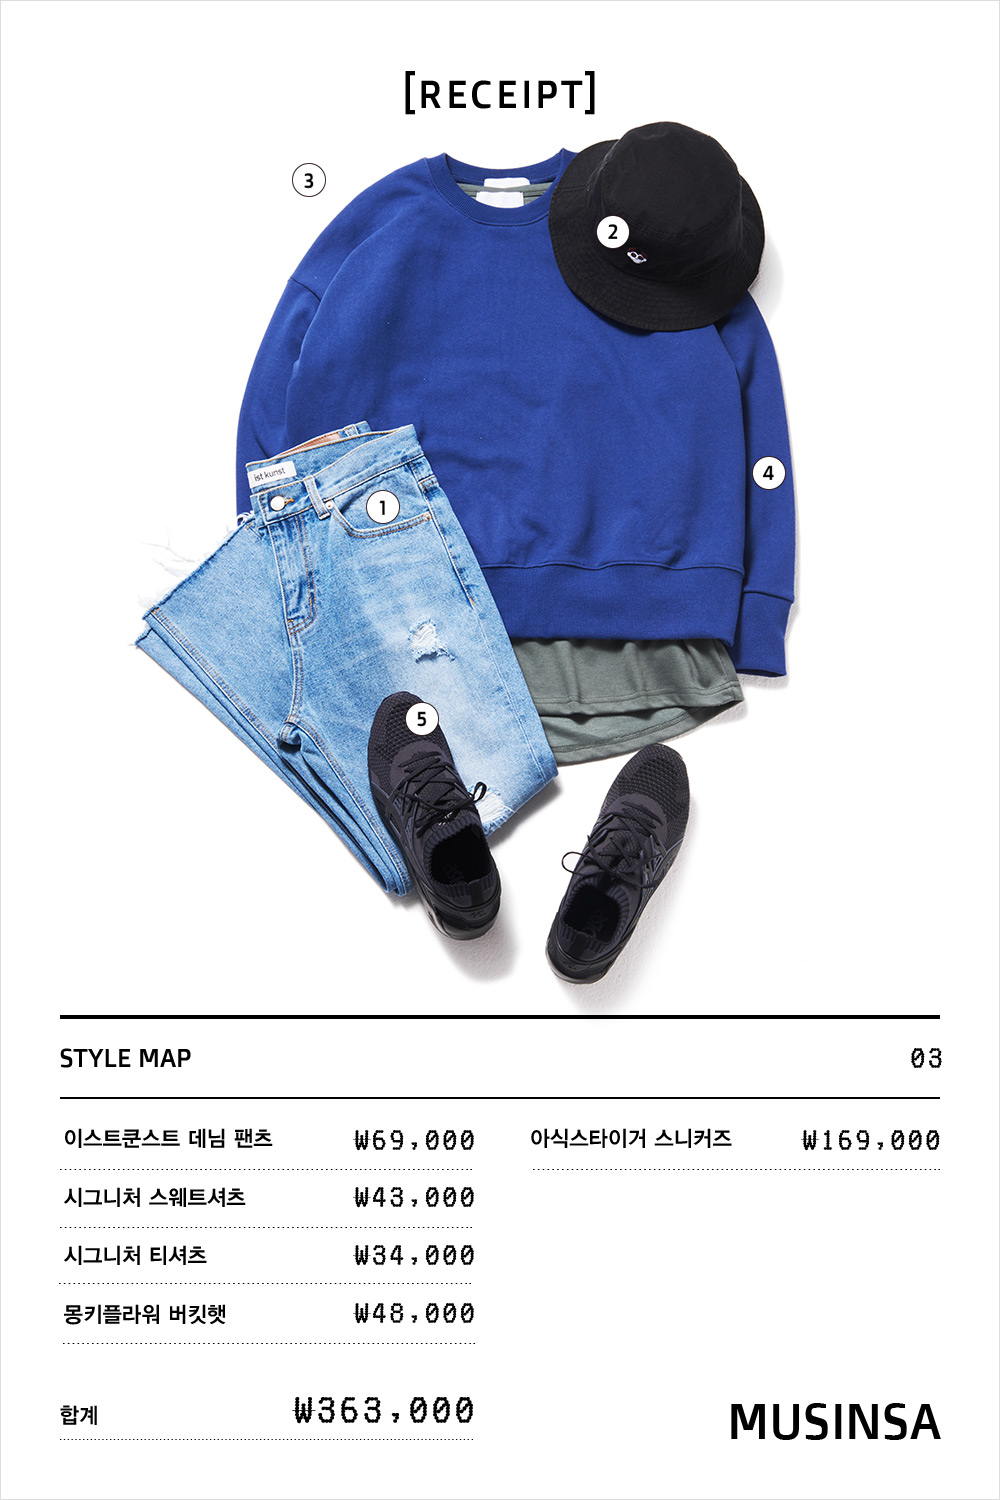 [RECEIPT]
3
2
4
ist kunst
1
5
STYLE MAP 03
이스트쿤스트 데님 팬츠 ₩69,000
시그니처 스웨트셔츠 ₩43,000
시그니처 티셔츠 ₩34,000
몽키플라워 버킷햇 ₩48,000
아식스타이거 스니커즈 ₩169,000
합계 ₩363,000
MUSINSA